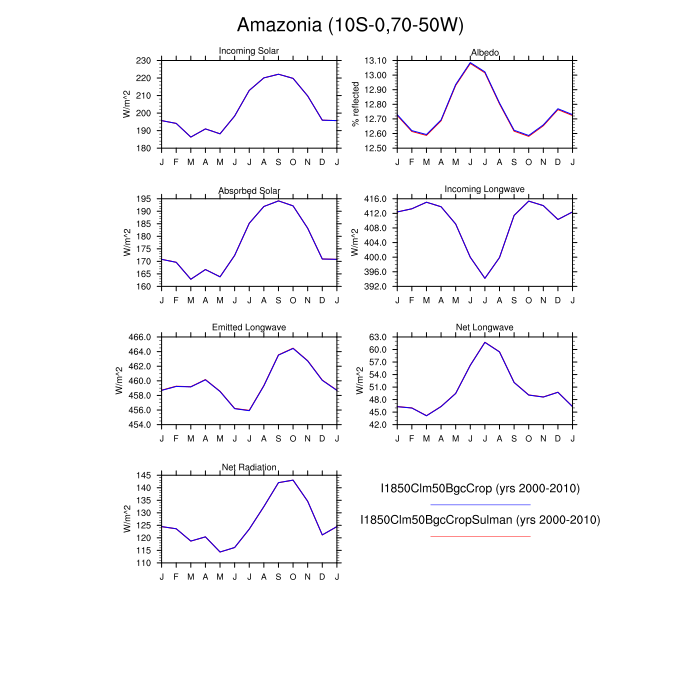 Amazonia (10S-0,70-50W)
Incoming Solar
W/m^2
230
220
210
200
190
180
J F M A M J J A S O N D J
Albedo
% reflected
13.10
13.00
12.90
12.80
12.70
12.60
12.50
J F M A M J J A S O N D J
Absorbed Solar
W/m^2
195
190
185
180
175
170
165
160
J F M A M J J A S O N D J
Incoming Longwave
W/m^2
416.0
412.0
408.0
404.0
400.0
396.0
392.0
J F M A M J J A S O N D J
Emitted Longwave
W/m^2
466.0
464.0
462.0
460.0
458.0
456.0
454.0
J F M A M J J A S O N D J
Net Longwave
W/m^2
63.0
60.0
57.0
54.0
51.0
48.0
45.0
42.0
J F M A M J J A S O N D J
Net Radiation
W/m^2
145
140
135
130
125
120
115
110
J F M A M J J A S O N D J
I1850Clm50BgcCrop (yrs 2000-2010)
I1850Clm50BgcCropSulman (yrs 2000-2010)